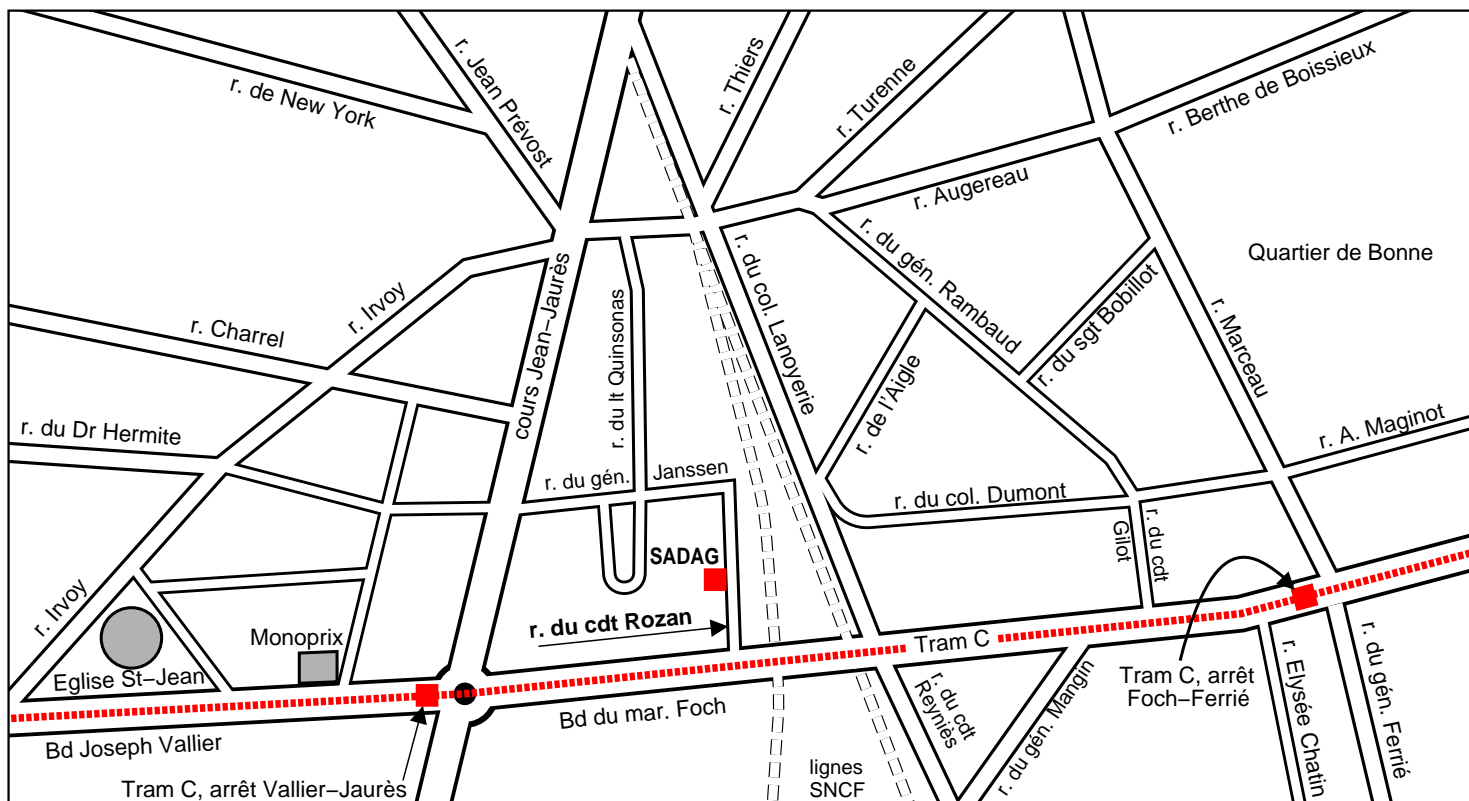 r. de New York
r. Jean Prévost
r. Thiers
r. Turenne
r. Berthe de Boissieux
r. Augereau
Quartier de Bonne
r. du gén. Rambaud
r. du sgt Bobillot
r. Marceau
r. Irvoy
r. Charrel
cours Jean–Jaurès
r. du lt Quinsonas
r. du col. Lanoyerie
r. de l'Aigle
r. A. Maginot
r. du Dr Hermite
r. du gén. Janssen
r. du col. Dumont
r. du cdt
Gilot
SADAG
r. du cdt Rozan
r. Irvoy
Monoprix
Eglise St–Jean
Tram C
Tram C, arrêt
Foch–Ferrié
r. du cdt
Reyniès
r. du gén. Mangin
r. Elysée Chatin
r. du gén. Ferrié
Bd du mar. Foch
Bd Joseph Vallier
Tram C, arrêt Vallier–Jaurès
lignes
SNCF